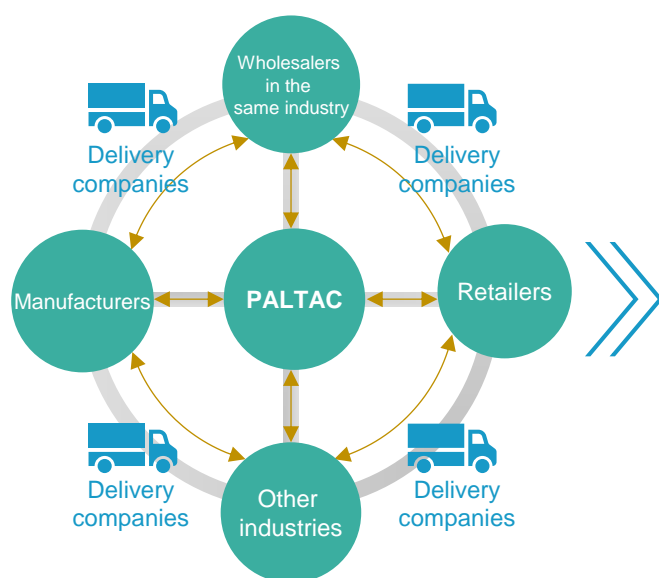 Wholesalers
in the
same industry
Delivery
companies
Delivery
companies
Manufacturers
PALTAC
Retailers
Delivery
companies
Other
industries
Delivery
companies